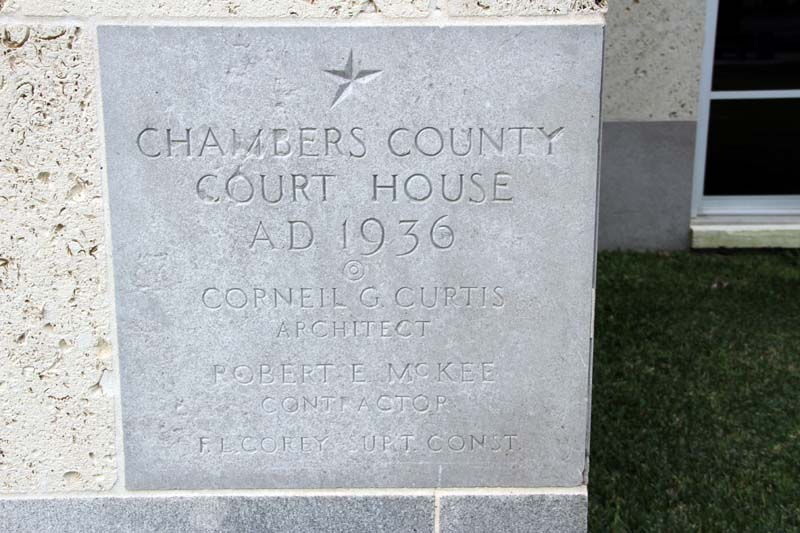 CHAMBERS COUNTY
COURT HOUSE
AD 1936
CORNEIL G. CURTIS
ARCHITECT
ROBERT E. McKEE
CONTRACTOR
F. L. COREY SUPT. CONST.